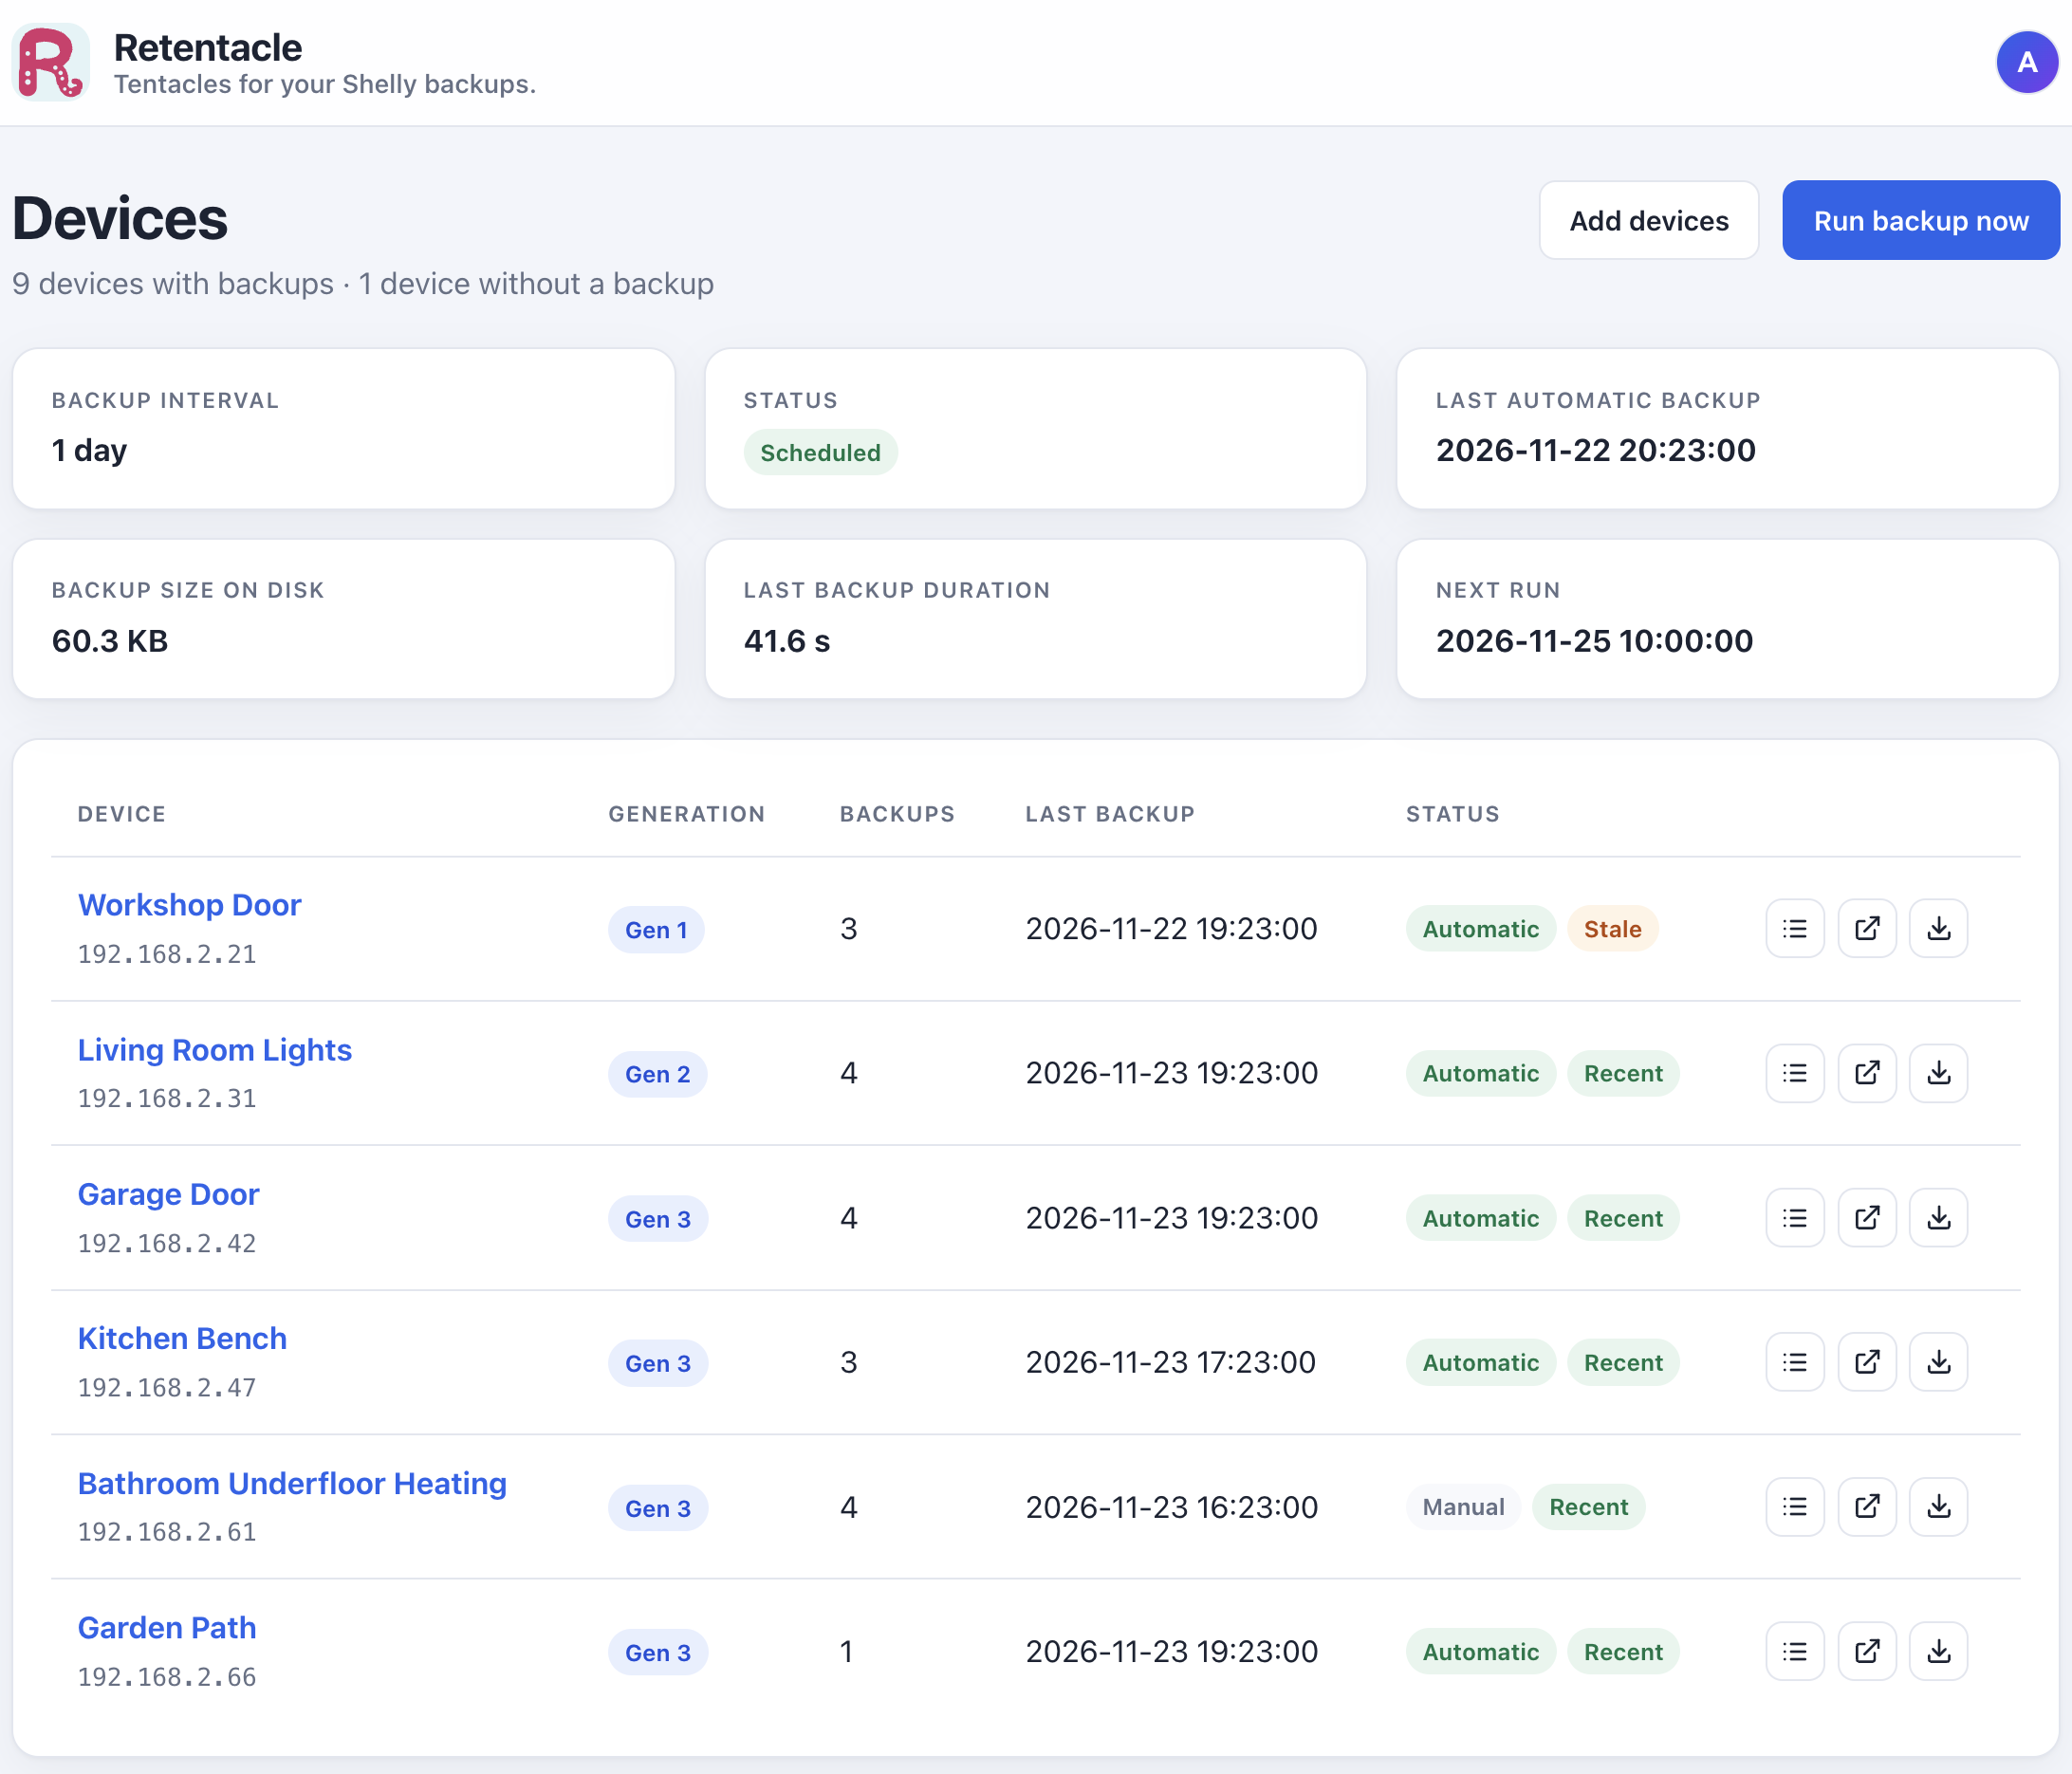 Retentacle
Tentacles for your Shelly backups.
A
Devices
Add devices
Run backup now
9 devices with backups · 1 device without a backup
BACKUP INTERVAL
1 day
STATUS
Scheduled
LAST AUTOMATIC BACKUP
2026-11-22 20:23:00
BACKUP SIZE ON DISK
60.3 KB
LAST BACKUP DURATION
41.6 s
NEXT RUN
2026-11-25 10:00:00
DEVICE GENERATION BACKUPS LAST BACKUP STATUS
Workshop Door
192.168.2.21
Gen 1 3 2026-11-22 19:23:00 Automatic Stale
Living Room Lights
192.168.2.31
Gen 2 4 2026-11-23 19:23:00 Automatic Recent
Garage Door
192.168.2.42
Gen 3 4 2026-11-23 19:23:00 Automatic Recent
Kitchen Bench
192.168.2.47
Gen 3 3 2026-11-23 17:23:00 Automatic Recent
Bathroom Underfloor Heating
192.168.2.61
Gen 3 4 2026-11-23 16:23:00 Manual Recent
Garden Path
192.168.2.66
Gen 3 1 2026-11-23 19:23:00 Automatic Recent